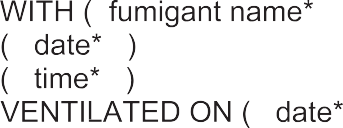 WITH ( fumigant name*
( date* )
( time* )
VENTILATED ON ( date*